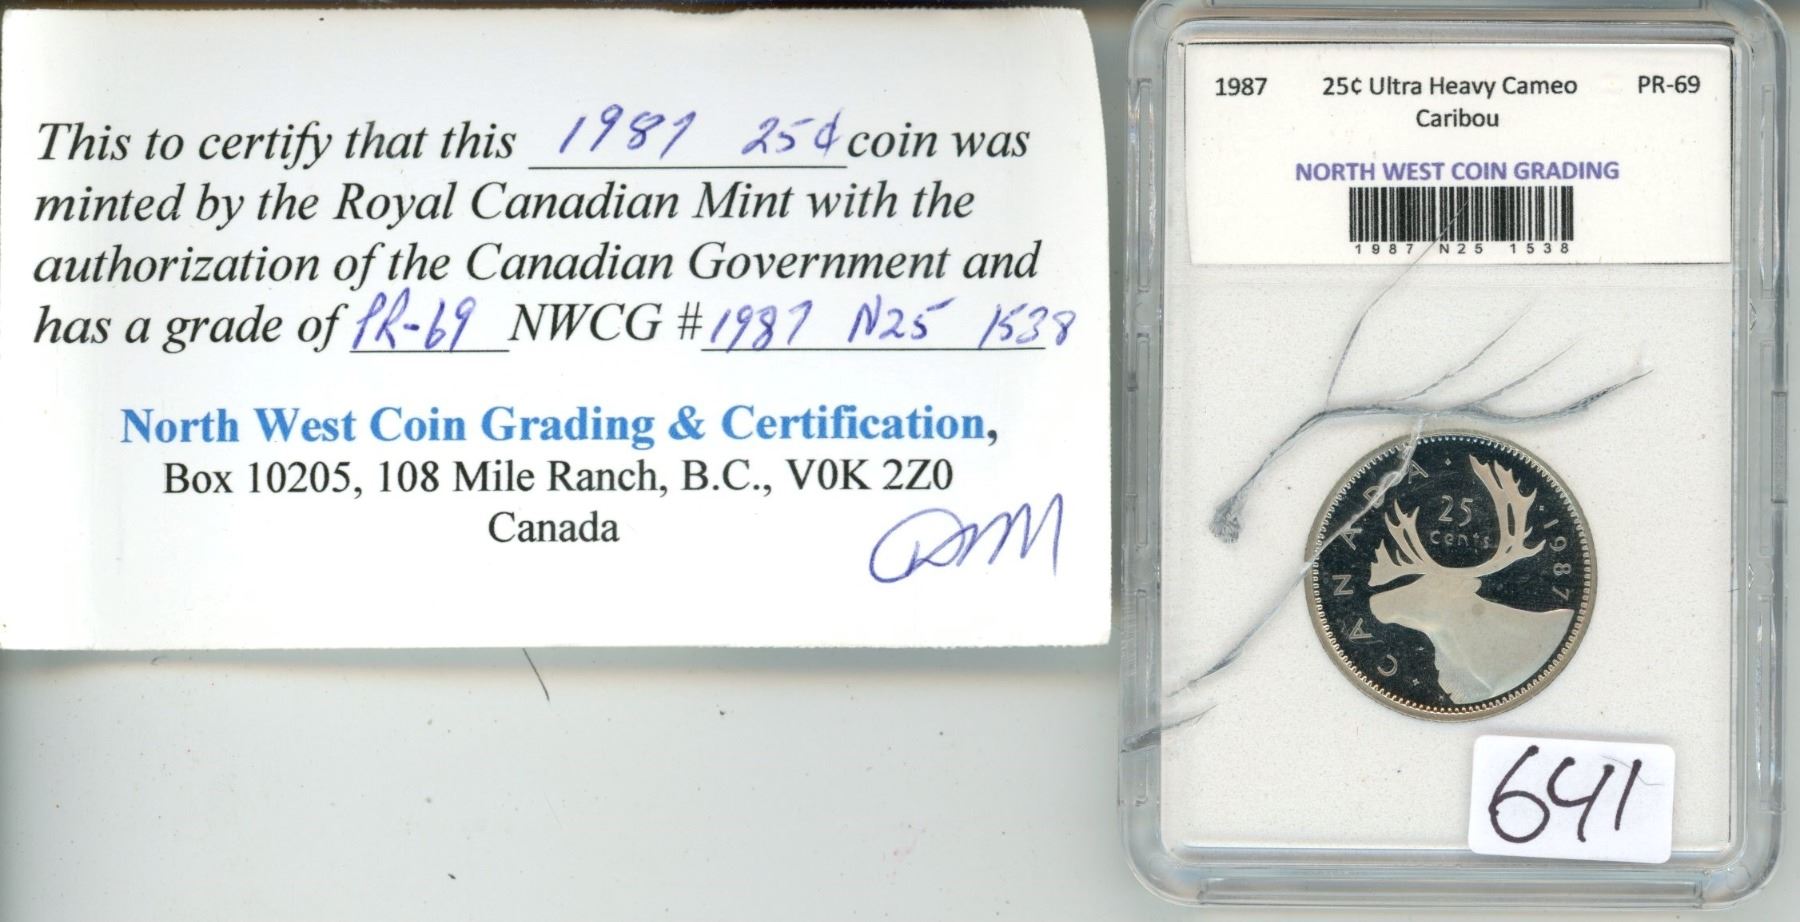 This to certify that this 1987 25¢ coin was
minted by the Royal Canadian Mint with the
authorization of the Canadian Government and
has a grade of PR-69 NWCG # 1987 N25 1538
North West Coin Grading & Certification,
Box 10205, 108 Mile Ranch, B.C., V0K 2Z0
Canada
1987 25¢ Ultra Heavy Cameo PR-69
Caribou
NORTH WEST COIN GRADING
1987 N25 1538
CANADA 25 cents 1987
641